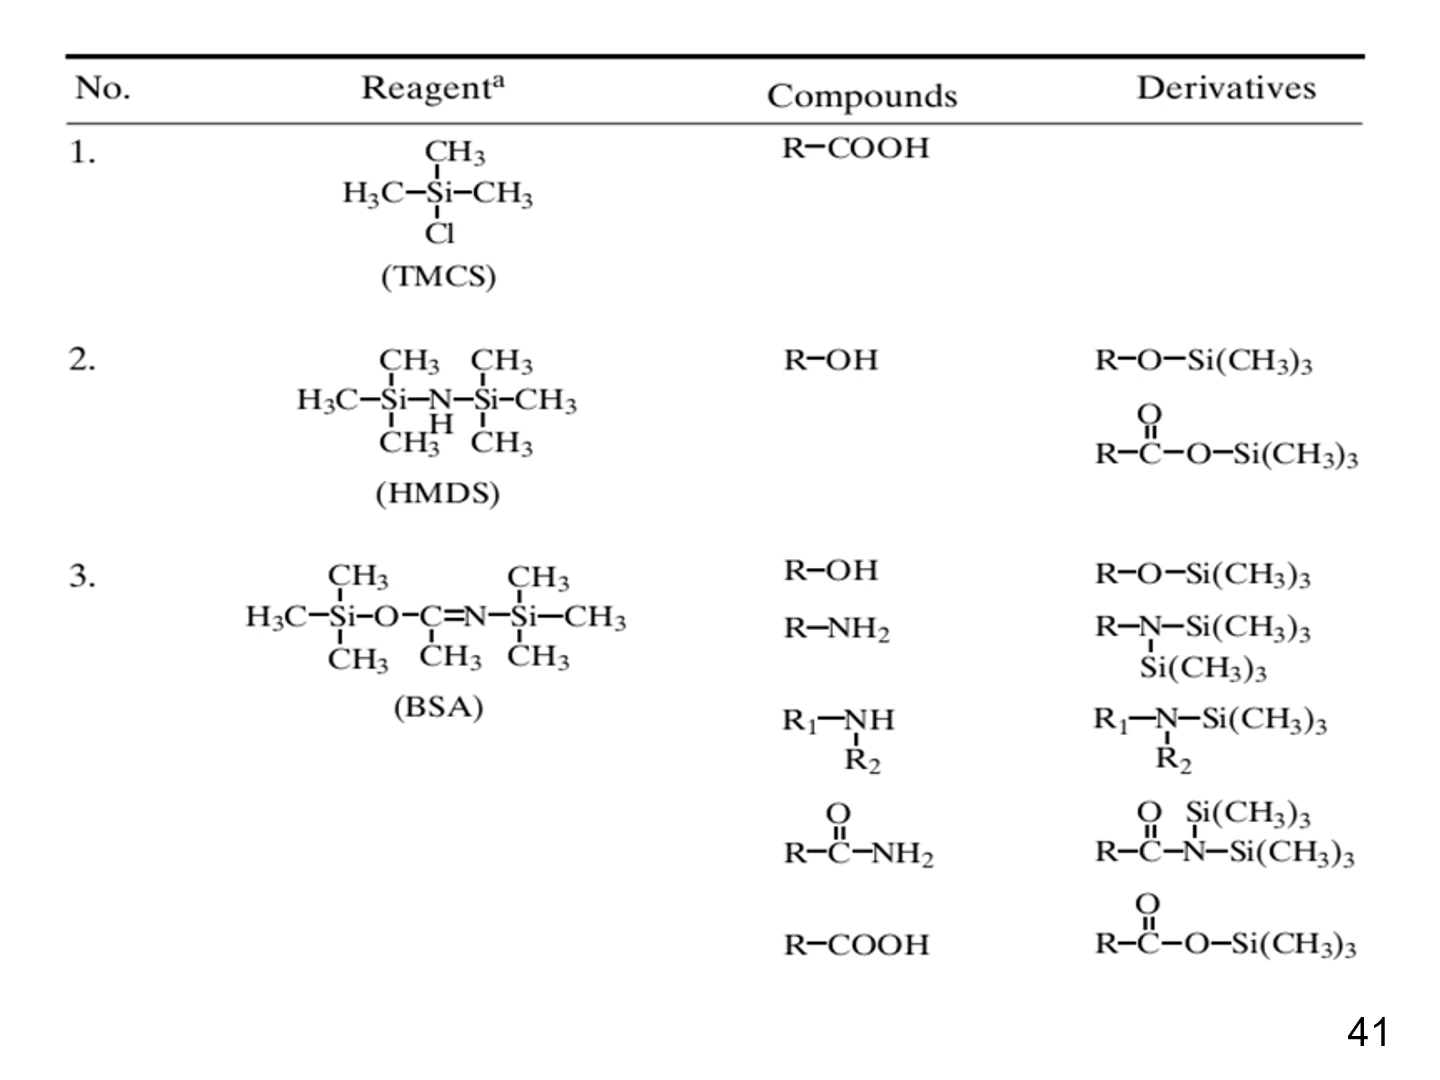 No. Reagentᵃ Compounds Derivatives
1. CH₃ R−COOH
H₃C−Si−CH₃
Cl
(TMCS)
2. CH₃ CH₃ R−OH R−O−Si(CH₃)₃
H₃C−Si−N−Si−CH₃ O
H
CH₃ CH₃ R−C−O−Si(CH₃)₃
(HMDS)
3. CH₃ CH₃ R−OH R−O−Si(CH₃)₃
H₃C−Si−O−C=N−Si−CH₃ R−NH₂ R−N−Si(CH₃)₃
CH₃ CH₃ CH₃ Si(CH₃)₃
(BSA) R₁−NH R₁−N−Si(CH₃)₃
R₂ R₂
O O Si(CH₃)₃
R−C−NH₂ R−C−N−Si(CH₃)₃
O
R−COOH R−C−O−Si(CH₃)₃
41